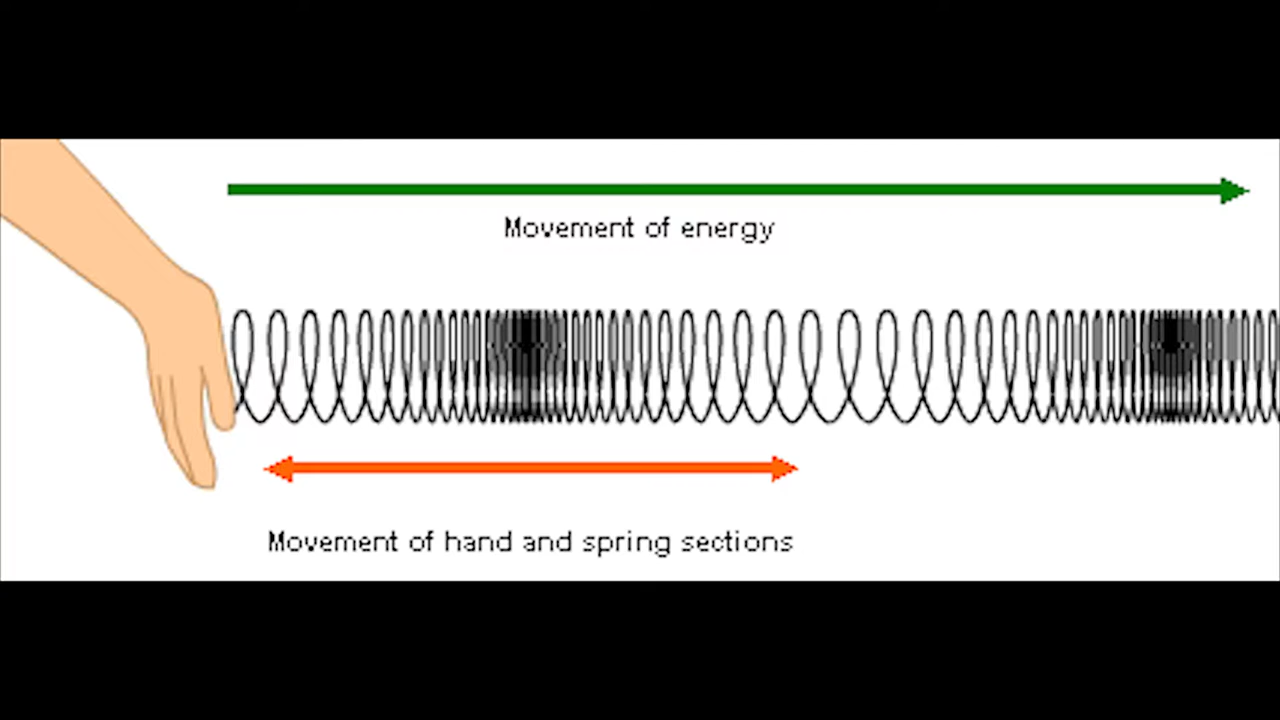 Movement of energy
Movement of hand and spring sections